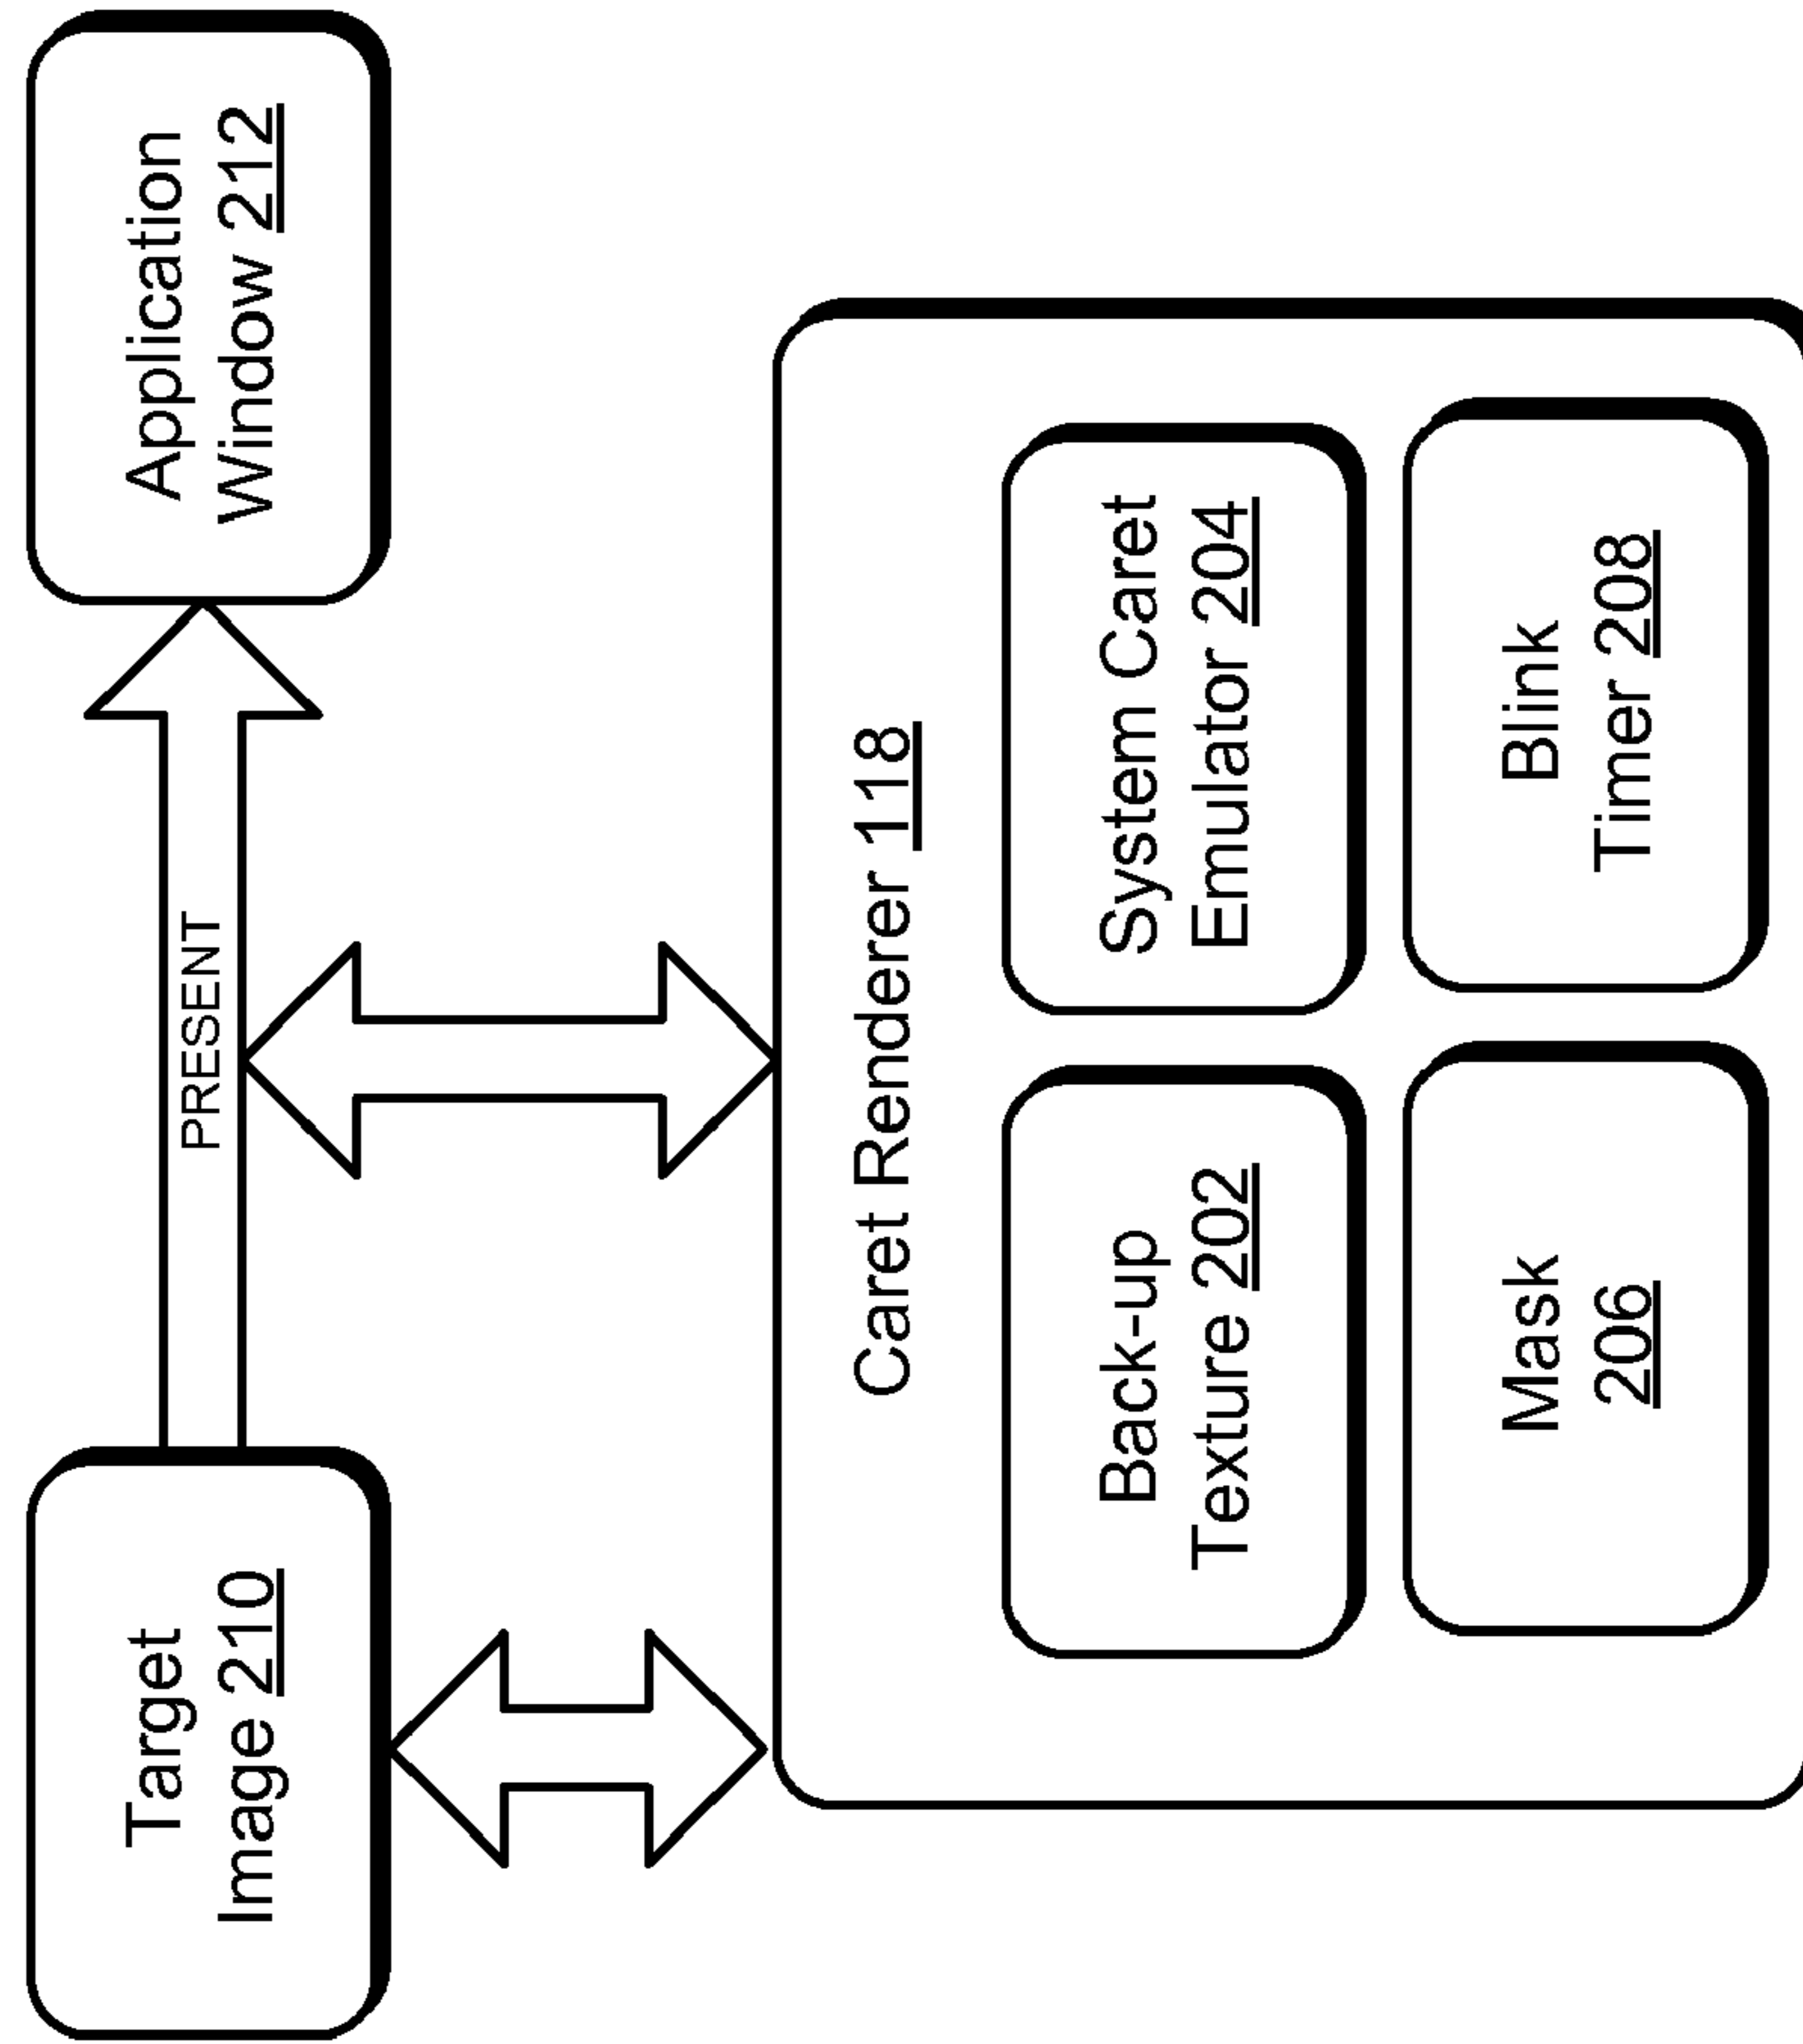 Target
Image 210
PRESENT
Application
Window 212
Caret Renderer 118
Back-up
Texture 202
System Caret
Emulator 204
Mask
206
Blink
Timer 208